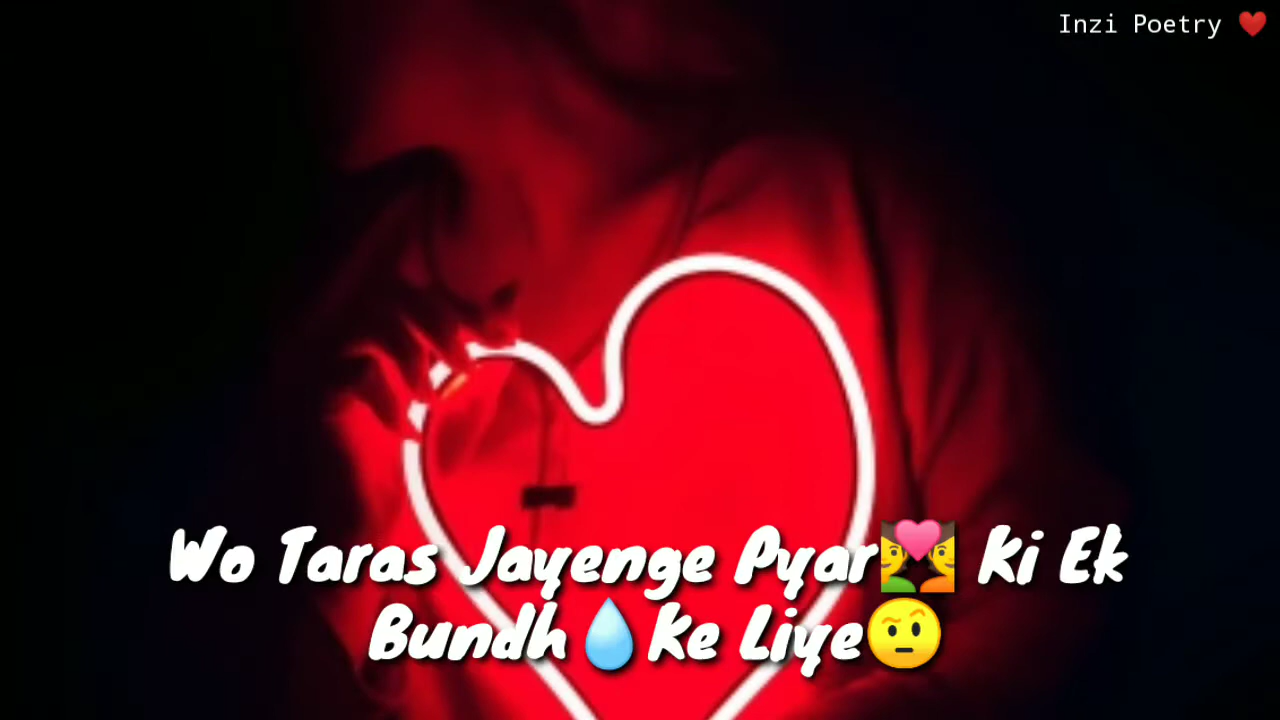 Inzi Poetry ❤️
Wo Taras Jayenge Pyar💑 Ki Ek
Bundh💧Ke Liye🤨